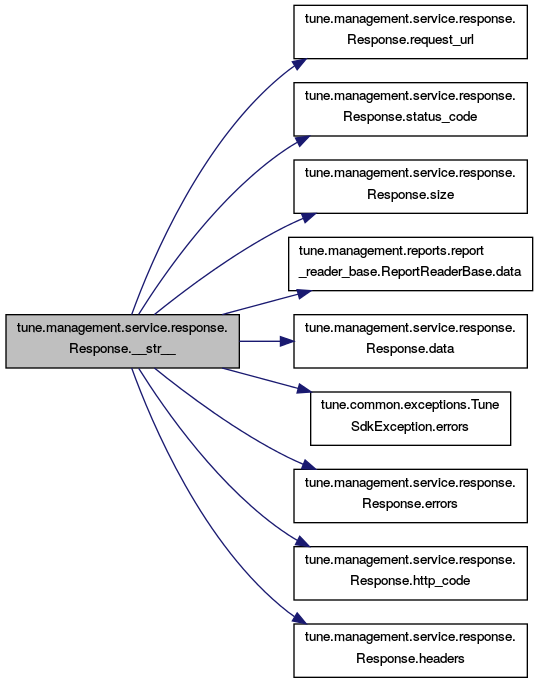 tune.management.service.response.
Response.request_url
tune.management.service.response.
Response.status_code
tune.management.service.response.
Response.size
tune.management.reports.report
_reader_base.ReportReaderBase.data
tune.management.service.response.
Response.__str__
tune.management.service.response.
Response.data
tune.common.exceptions.Tune
SdkException.errors
tune.management.service.response.
Response.errors
tune.management.service.response.
Response.http_code
tune.management.service.response.
Response.headers